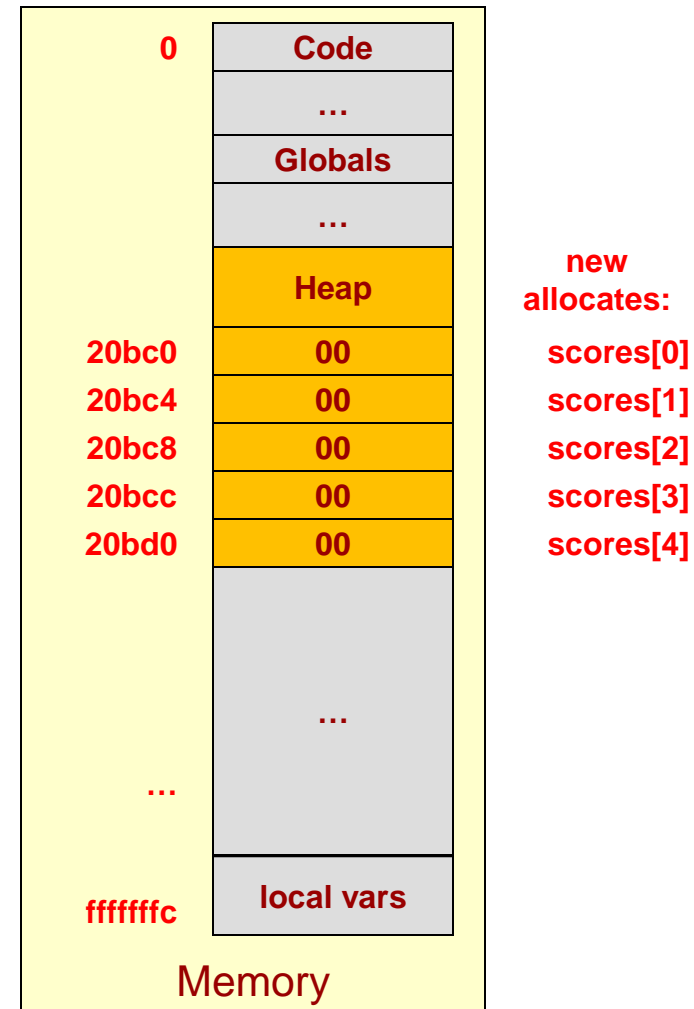 0 Code
…
Globals
…
Heap
new
allocates:
20bc0 00 scores[0]
20bc4 00 scores[1]
20bc8 00 scores[2]
20bcc 00 scores[3]
20bd0 00 scores[4]
…
…
fffffffc local vars
Memory